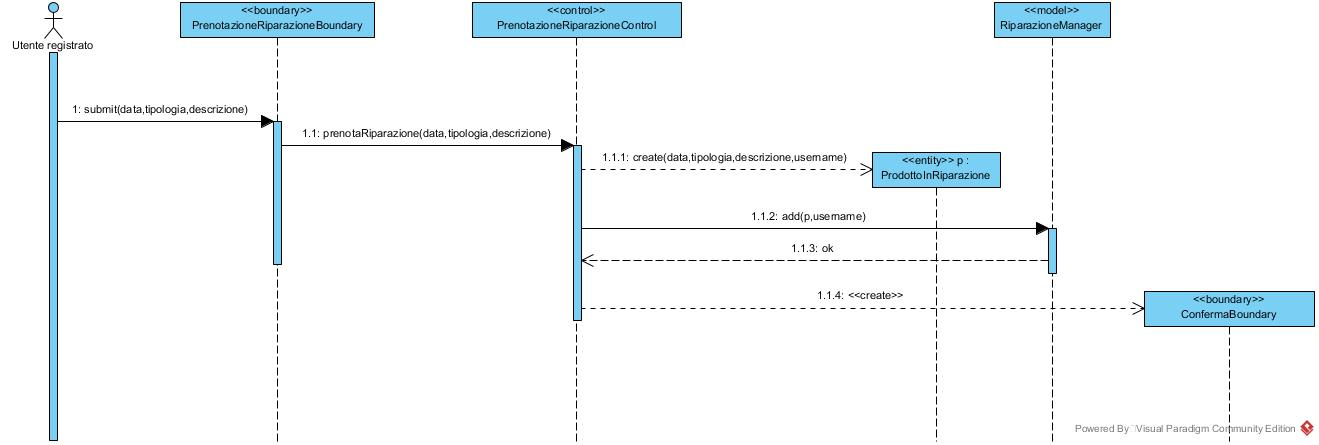 <<boundary>>
PrenotazioneRiparazioneBoundary
<<control>>
PrenotazioneRiparazioneControl
<<model>>
RiparazioneManager
Utente registrato
1: submit(data,tipologia,descrizione)
1.1: prenotaRiparazione(data,tipologia,descrizione)
1.1.1: create(data,tipologia,descrizione,username)
<<entity>> p :
ProdottoInRiparazione
1.1.2: add(p,username)
1.1.3: ok
1.1.4: <<create>>
<<boundary>>
ConfermaBoundary
Powered By Visual Paradigm Community Edition